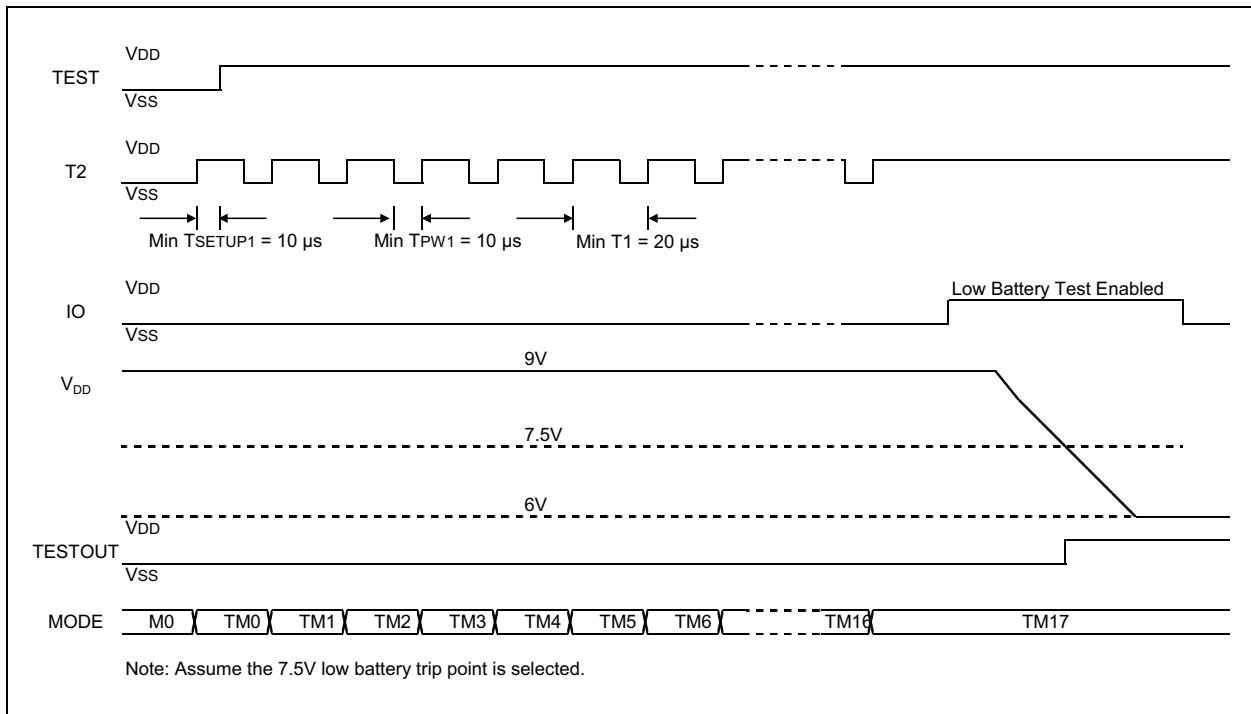 VDD
TEST
VSS
VDD
T2
VSS
Min TSETUP1 = 10 µs
Min TPW1 = 10 µs
Min T1 = 20 µs
VDD
Low Battery Test Enabled
IO
VSS
9V
VDD
7.5V
6V
VDD
TESTOUT
VSS
MODE M0 TM0 TM1 TM2 TM3 TM4 TM5 TM6 TM16 TM17
Note: Assume the 7.5V low battery trip point is selected.